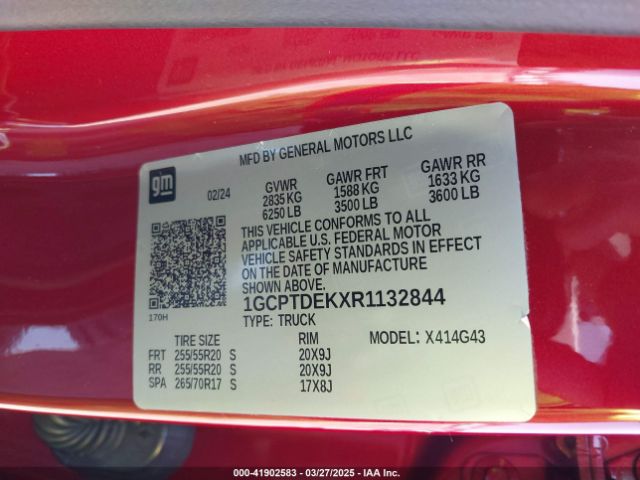 MFD BY GENERAL MOTORS LLC
gm
02/24
GVWR
2835 KG
6250 LB
GAWR FRT
1588 KG
3500 LB
GAWR RR
1633 KG
3600 LB
THIS VEHICLE CONFORMS TO ALL
APPLICABLE U.S. FEDERAL MOTOR
VEHICLE SAFETY STANDARDS IN EFFECT
ON THE DATE OF MANUFACTURE
SHOWN ABOVE.
1GCPTDEKXR1132844
TYPE: TRUCK
170H
MODEL: X414G43
TIRE SIZE RIM
FRT 255/55R20 S 20X9J
RR 255/55R20 S 20X9J
SPA 265/70R17 S 17X8J
000-41902583 — 03/27/2025 — IAA Inc.